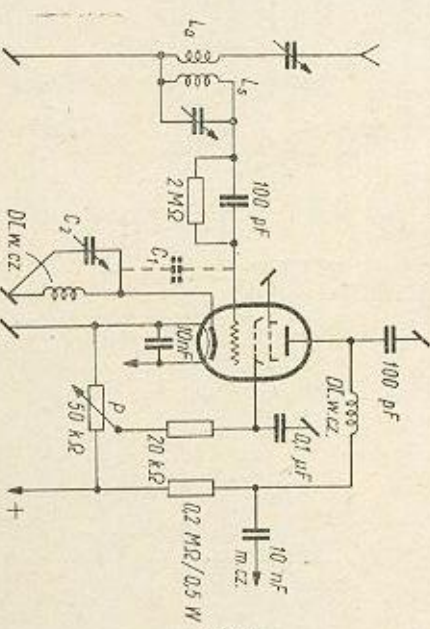 Lₐ
Lₛ
100 pF
2 MΩ
C₁
C₂
Dł.w.cz
10nF
100 pF
Dł.w.cz.
0,1 µF
20 kΩ
P
50 kΩ
0,2 MΩ/0,5 W
10 nF
m.cz.
+